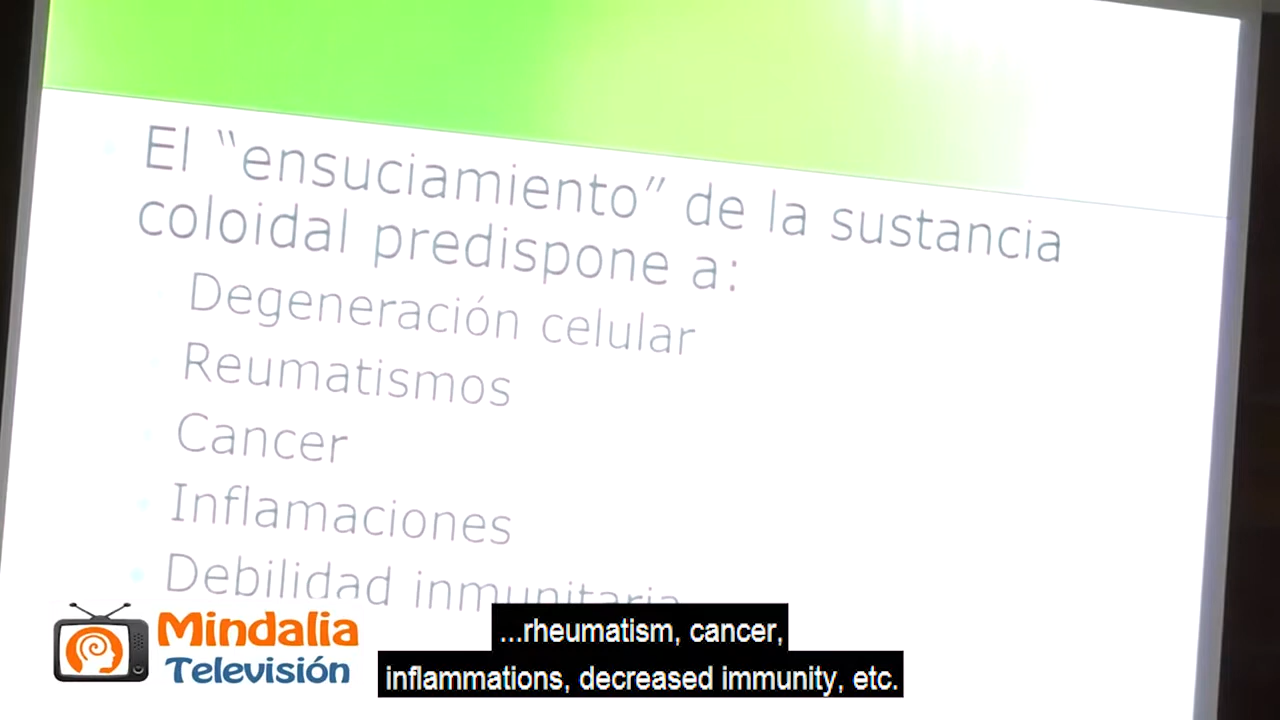 El “ensuciamiento” de la sustancia
coloidal predispone a:
Degeneración celular
Reumatismos
Cancer
Inflamaciones
Debilidad inmunitaria
Mindalia
Televisión
...rheumatism, cancer,
inflammations, decreased immunity, etc.